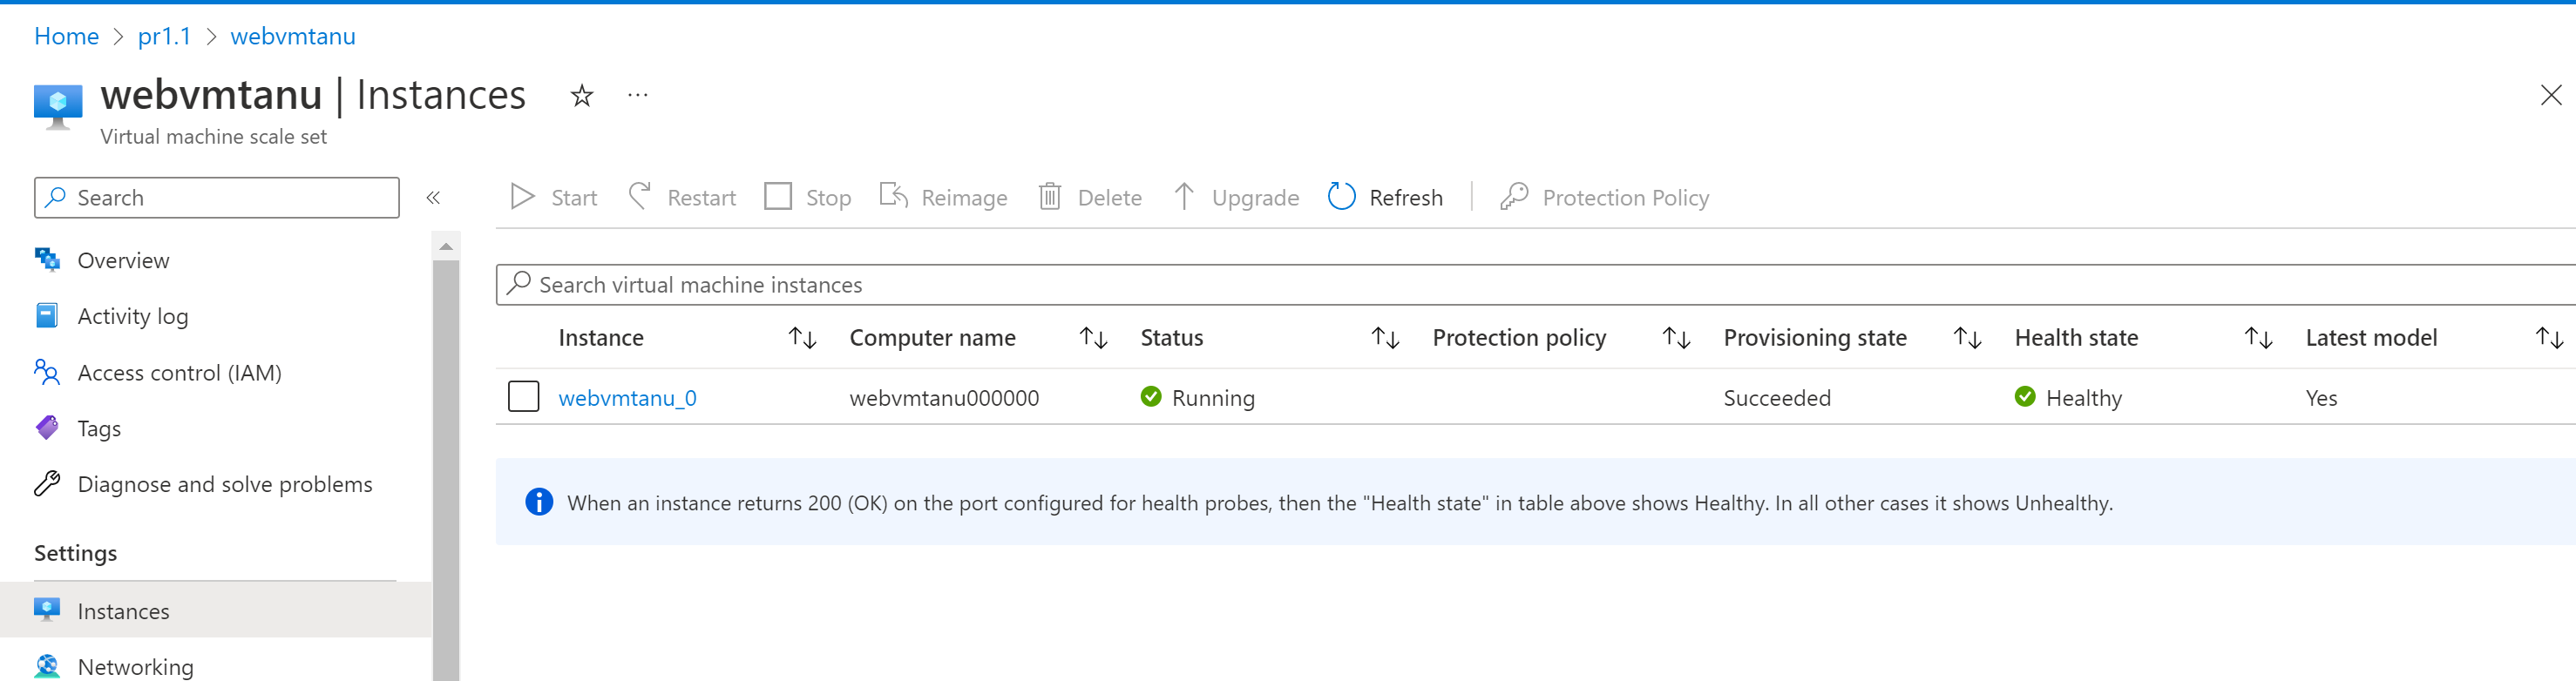 Home > pr1.1 > webvmtanu
webvmtanu | Instances
Virtual machine scale set
Search
Start Restart Stop Reimage Delete Upgrade Refresh Protection Policy
Overview
Activity log
Access control (IAM)
Tags
Diagnose and solve problems
Settings
Instances
Networking
Search virtual machine instances
Instance Computer name Status Protection policy Provisioning state Health state Latest model
webvmtanu_0 webvmtanu000000 Running Succeeded Healthy Yes
When an instance returns 200 (OK) on the port configured for health probes, then the "Health state" in table above shows Healthy. In all other cases it shows Unhealthy.